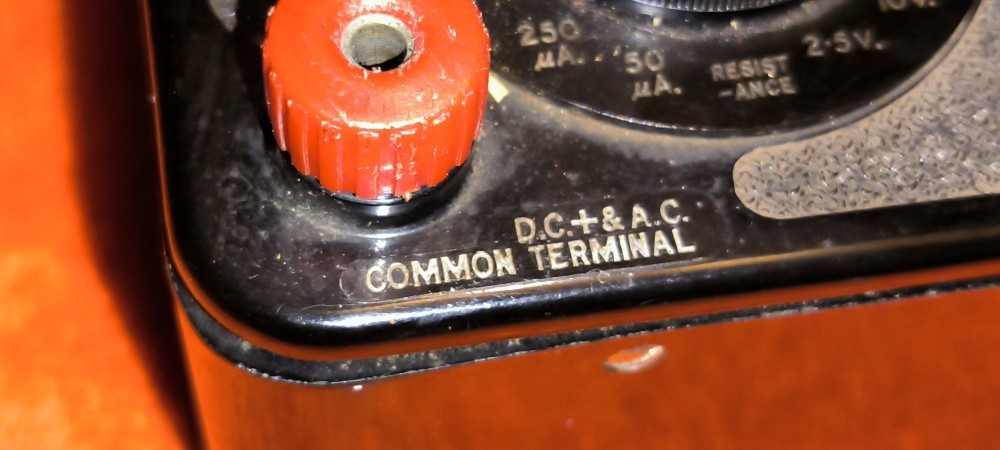 10V.
250
μA.
50
μA.
RESIST
-ANCE
2·5V.
D.C.+& A.C.
COMMON TERMINAL